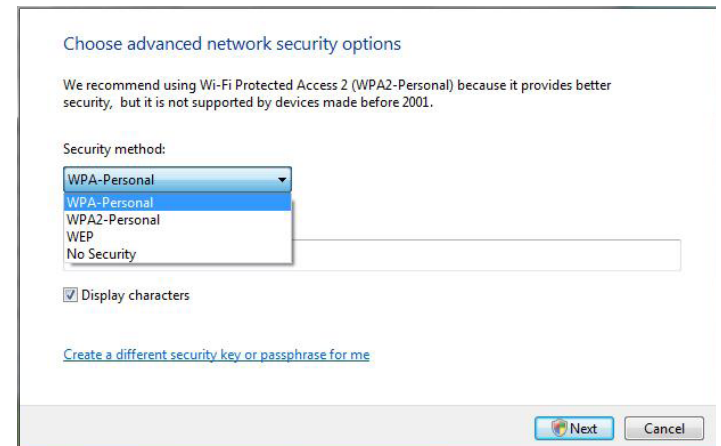 Choose advanced network security options
We recommend using Wi-Fi Protected Access 2 (WPA2-Personal) because it provides better
security, but it is not supported by devices made before 2001.
Security method:
WPA-Personal
WPA-Personal
WPA2-Personal
WEP
No Security
Display characters
Create a different security key or passphrase for me
Next Cancel